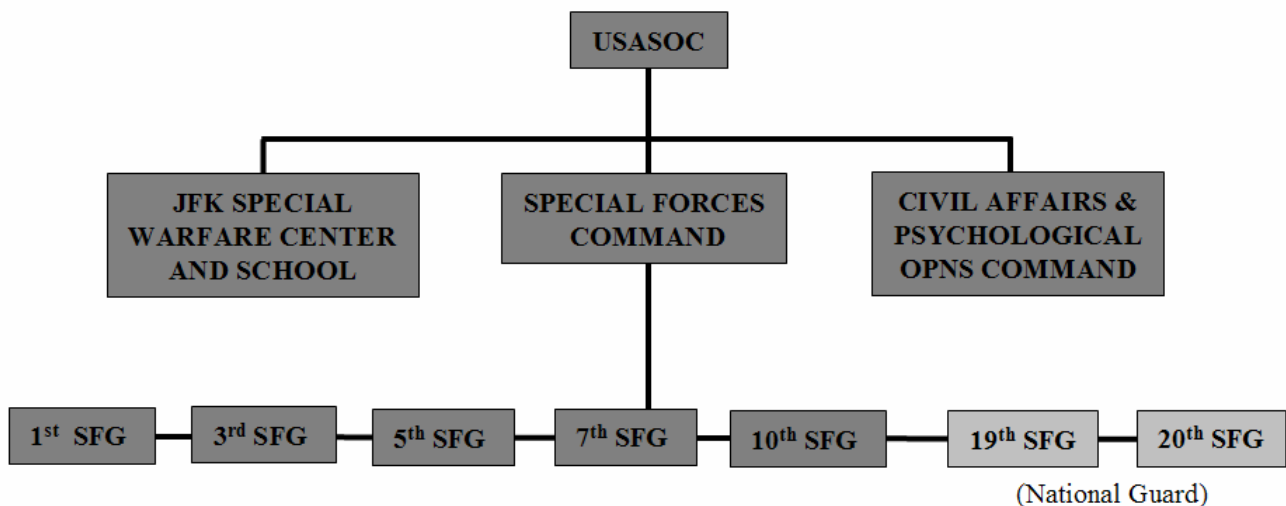 USASOC
JFK SPECIAL
WARFARE CENTER
AND SCHOOL
SPECIAL FORCES
COMMAND
CIVIL AFFAIRS &
PSYCHOLOGICAL
OPNS COMMAND
1st SFG
3rd SFG
5th SFG
7th SFG
10th SFG
19th SFG
20th SFG
(National Guard)